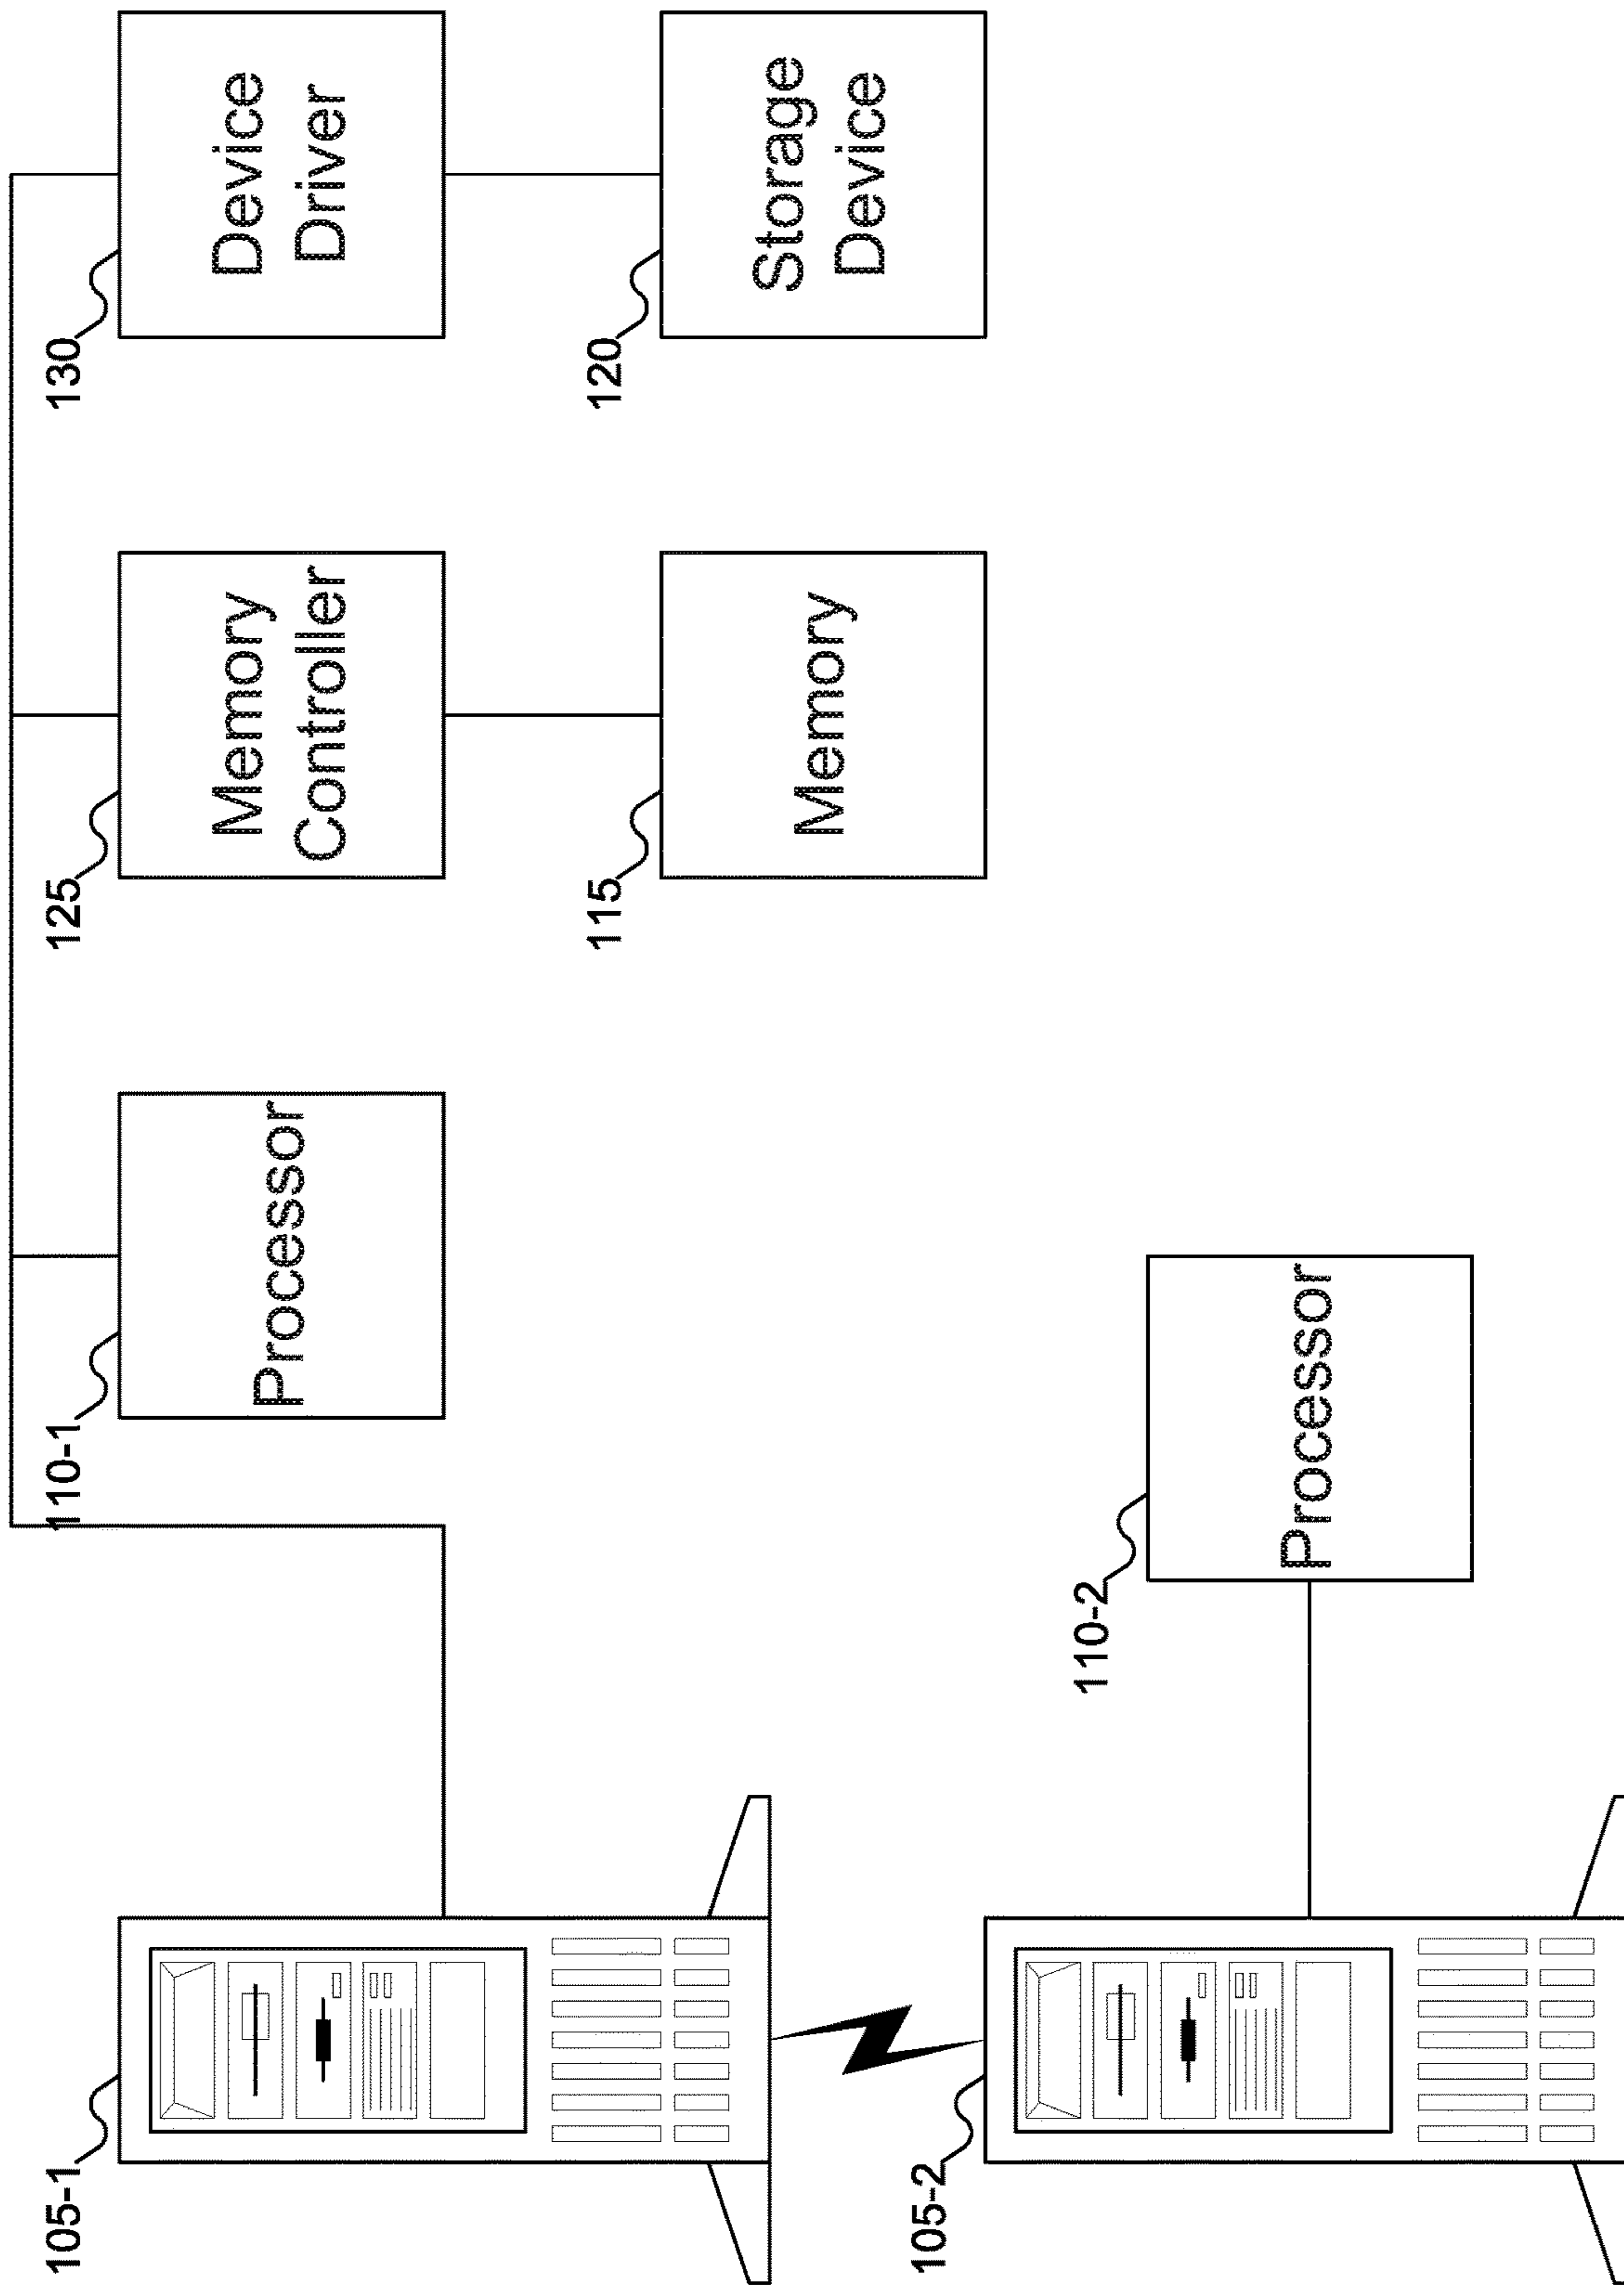 105-1
110-1
Processor
125
Memory
Controller
130
Device
Driver
115
Memory
120
Storage
Device
105-2
110-2
Processor